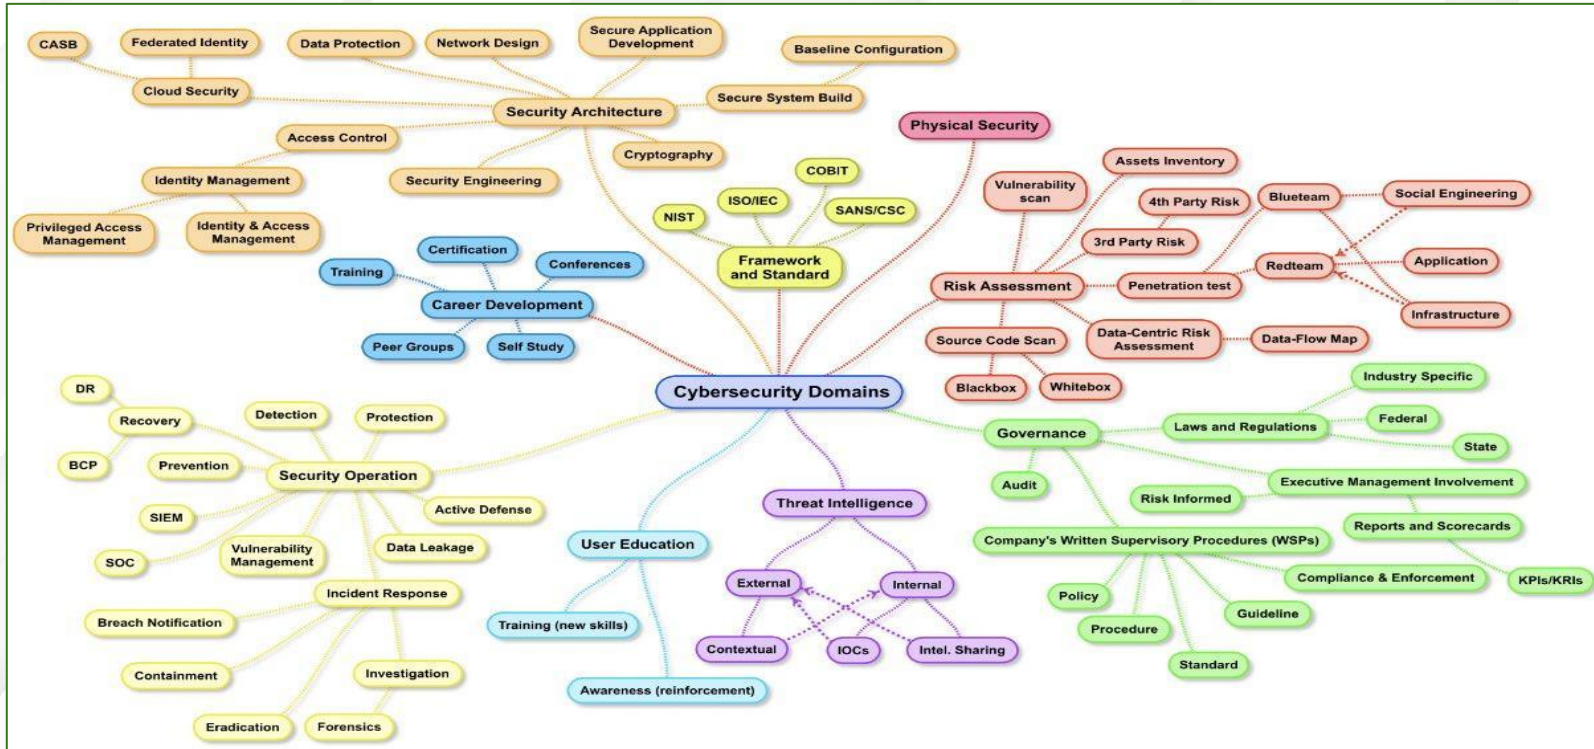 CASB
Federated Identity
Data Protection
Network Design
Secure Application
Development
Baseline Configuration
Cloud Security
Security Architecture
Secure System Build
Access Control
Cryptography
Identity Management
Security Engineering
Privileged Access
Management
Identity & Access
Management
Physical Security
NIST
ISO/IEC
COBIT
SANS/CSC
Framework
and Standard
Training
Certification
Conferences
Career Development
Peer Groups
Self Study
Vulnerability
scan
Assets Inventory
4th Party Risk
3rd Party Risk
Blueteam
Social Engineering
Redteam
Application
Risk Assessment
Penetration test
Infrastructure
Source Code Scan
Data-Centric Risk
Assessment
Data-Flow Map
Blackbox
Whitebox
Cybersecurity Domains
DR
Recovery
Detection
Protection
BCP
Prevention
Security Operation
SIEM
Active Defense
SOC
Vulnerability
Management
Data Leakage
Incident Response
Breach Notification
Containment
Investigation
Eradication
Forensics
User Education
Training (new skills)
Awareness (reinforcement)
Threat Intelligence
External
Internal
Contextual
IOCs
Intel. Sharing
Governance
Laws and Regulations
Industry Specific
Federal
State
Audit
Risk Informed
Executive Management Involvement
Reports and Scorecards
Company's Written Supervisory Procedures (WSPs)
Compliance & Enforcement
KPIs/KRIs
Policy
Guideline
Procedure
Standard